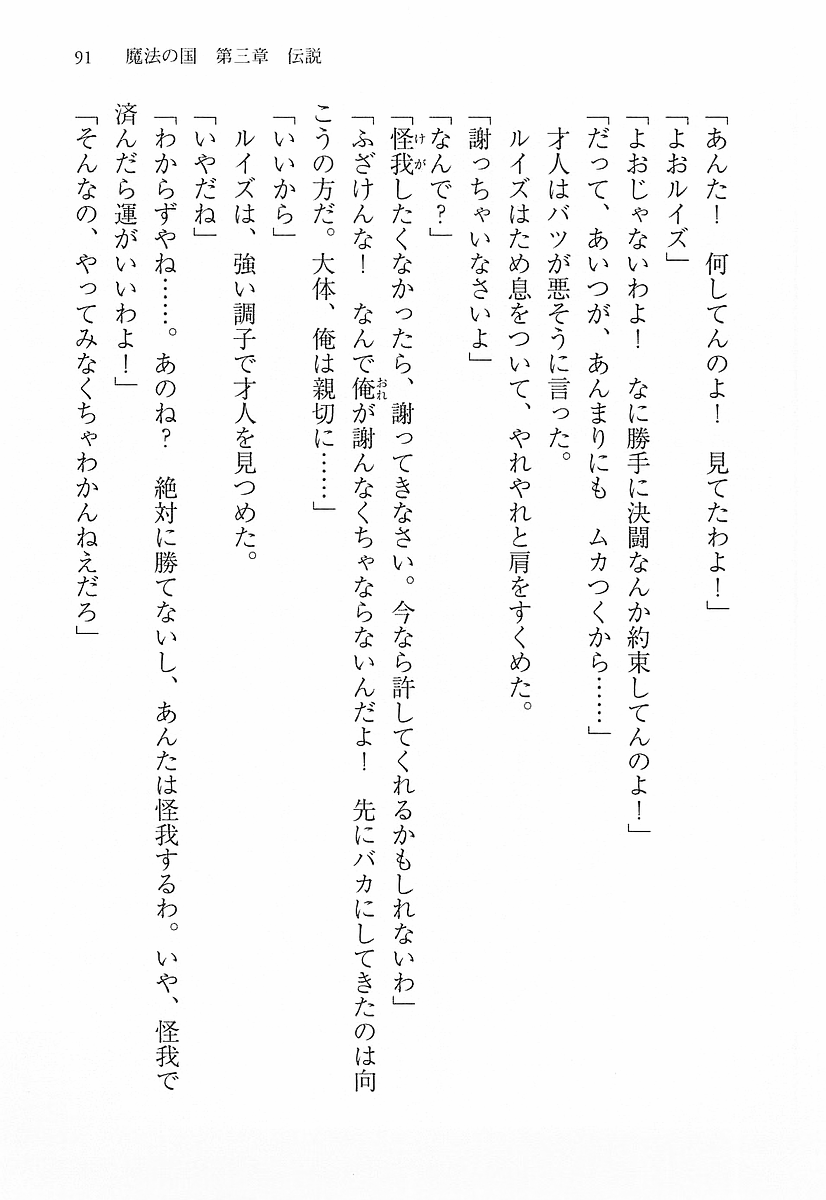 91　魔法の国　第三章　伝説
「あんた！　何してんのよ！　見てたわよ！」
「よおルイズ」
「よおじゃないわよ！　なに勝手に決闘なんか約束してんのよ！」
「だって、あいつが、あんまりにも　ムカつくから……」
　才人はバツが悪そうに言った。
　ルイズはため息をついて、やれやれと肩をすくめた。
「謝っちゃいなさいよ」
「なんで？」
「怪我したくなかったら、謝ってきなさい。今なら許してくれるかもしれないわ」
「ふざけんな！　なんで俺が謝んなくちゃならないんだよ！　先にバカにしてきたのは向
こうの方だ。大体、俺は親切に……」
「いいから」
　ルイズは、強い調子で才人を見つめた。
「いやだね」
「わからずやね……。あのね？　絶対に勝てないし、あんたは怪我するわ。いや、怪我で
済んだら運がいいわよ！」
「そんなの、やってみなくちゃわかんねえだろ」